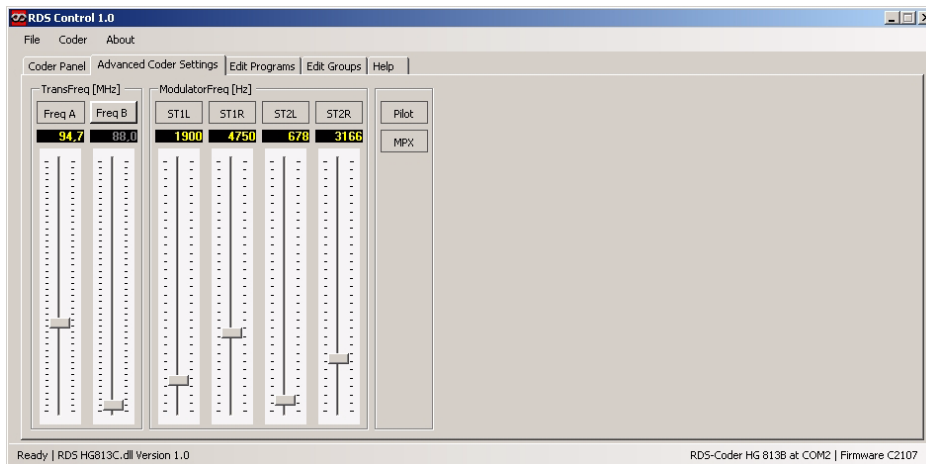 RDS Control 1.0
File Coder About
Coder Panel Advanced Coder Settings Edit Programs Edit Groups Help
TransFreq [MHz] ModulatorFreq [Hz]
Freq A Freq B ST1L ST1R ST2L ST2R Pilot
94,7 88,0 1900 4750 678 3166 MPX
Ready | RDS HG813C.dll Version 1.0 RDS-Coder HG 813B at COM2 | Firmware C2107